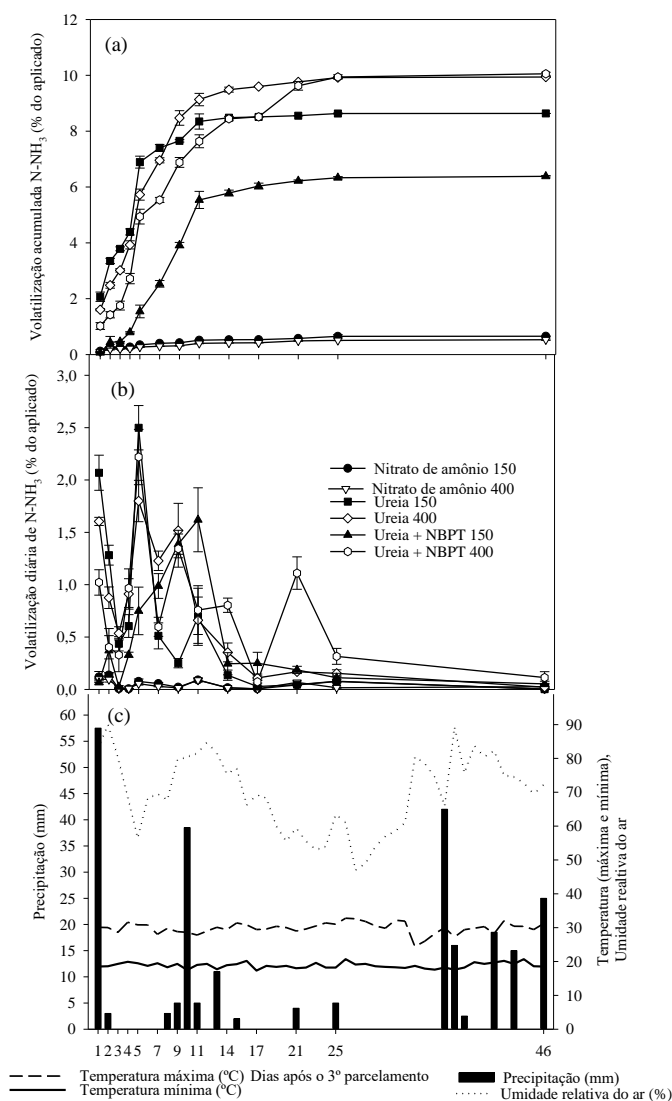 (a)
Volatilização acumulada N-NH₃ (% do aplicado)
12
10
8
6
4
2
0
(b)
Volatilização diária de N-NH₃ (% do aplicado)
3,0
2,5
2,0
1,5
1,0
0,5
0,0
Nitrato de amônio 150
Nitrato de amônio 400
Ureia 150
Ureia 400
Ureia + NBPT 150
Ureia + NBPT 400
(c)
Precipitação (mm)
60
55
50
45
40
35
30
25
20
15
10
5
0
90
80
70
60
50
40
30
20
10
0
Temperatura (máxima e mínima),
Umidade realtiva do ar
1 2 3 4 5 7 9 11 14 17 21 25 46
Temperatura máxima (ºC) Dias após o 3º parcelamento Precipitação (mm)
Temperatura mínima (ºC) Umidade relativa do ar (%)